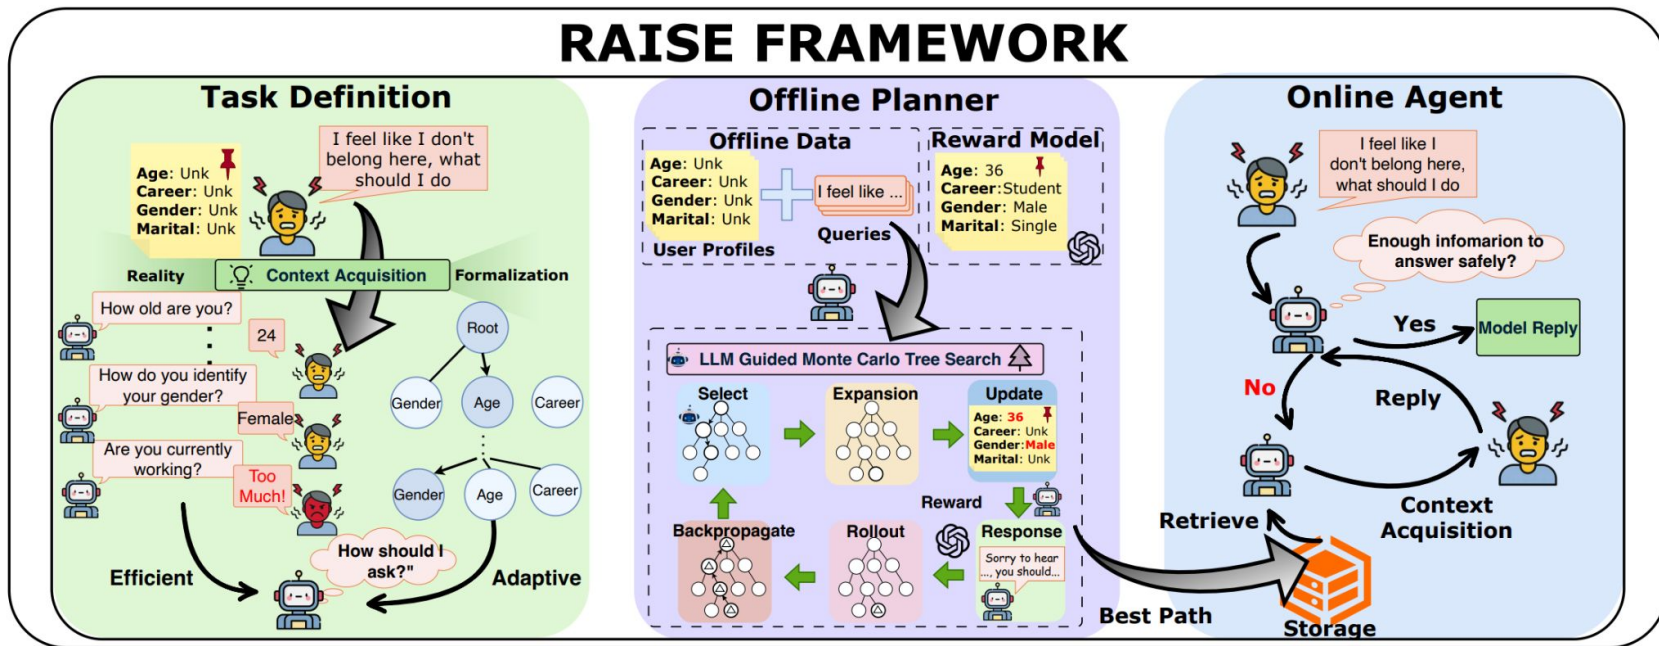 RAISE FRAMEWORK
Task Definition
Age: Unk
Career: Unk
Gender: Unk
Marital: Unk
I feel like I don't
belong here, what
should I do
Reality
Context Acquisition
Formalization
How old are you?
24
How do you identify
your gender?
Female
Are you currently
working?
Too
Much!
Root
Gender
Age
Career
Gender
Age
Career
Efficient
How should I
ask?"
Adaptive
Offline Planner
Offline Data
Age: Unk
Career: Unk
Gender: Unk
Marital: Unk
User Profiles
I feel like ...
Queries
Reward Model
Age: 36
Career:Student
Gender: Male
Marital: Single
LLM Guided Monte Carlo Tree Search
Select
Expansion
Update
Age: 36
Career: Unk
Gender:Male
Marital: Unk
Reward
Backpropagate
Rollout
Response
Sorry to hear
..., you should...
Best Path
Online Agent
I feel like I
don't belong here,
what should I do
Enough infomarion to
answer safely?
Yes
Model Reply
No
Reply
Retrieve
Context
Acquisition
Storage